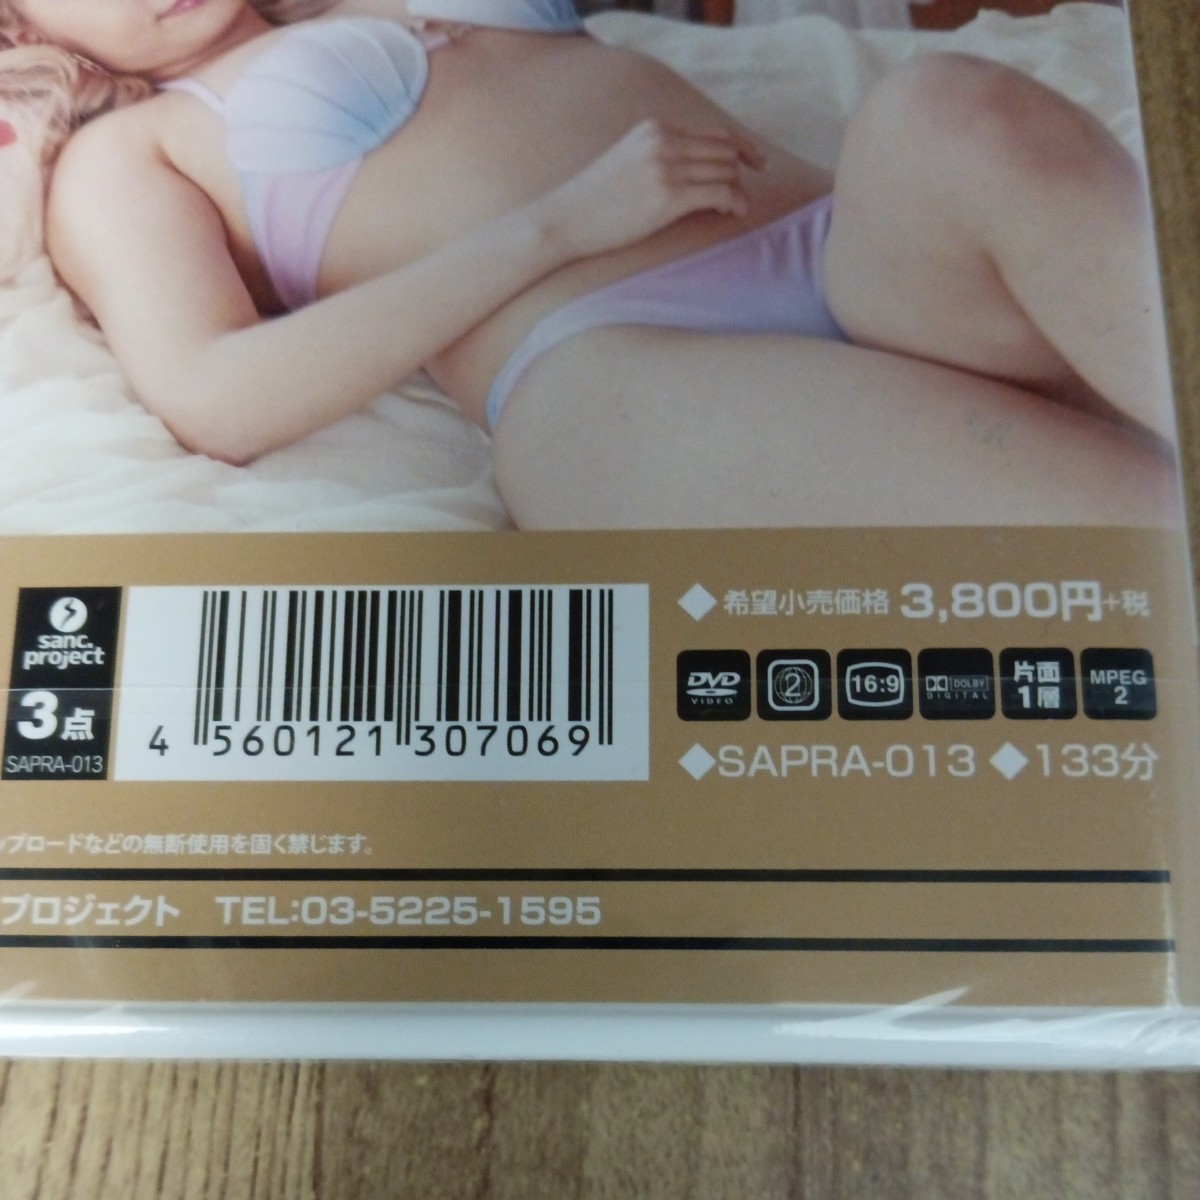 sanc.
project
3点
SAPRA-013
4 560121 307069
◆希望小売価格 3,800円+税
DVD
VIDEO
2
16:9
DOLBY
DIGITAL
片面
1層
MPEG
2
◆SAPRA-013 ◆133分
プロードなどの無断使用を固く禁じます。
プロジェクト TEL:03-5225-1595